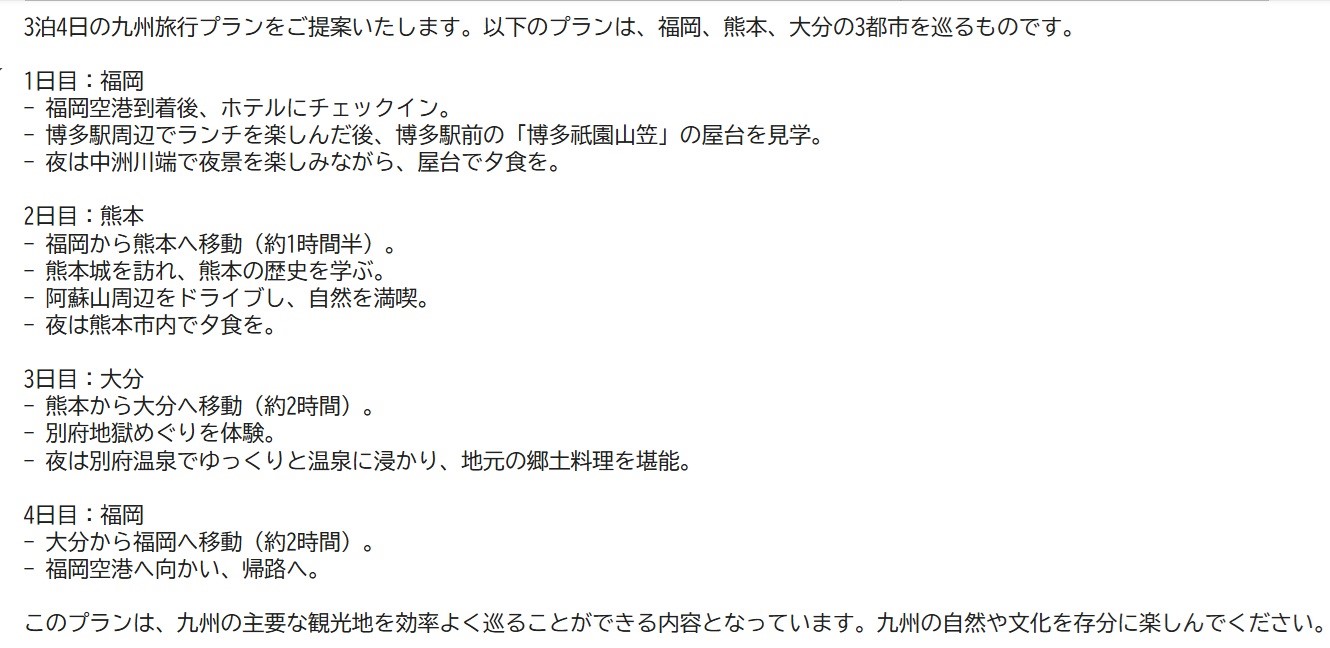 3泊4日の九州旅行プランをご提案いたします。以下のプランは、福岡、熊本、大分の3都市を巡るものです。
1日目：福岡
- 福岡空港到着後、ホテルにチェックイン。
- 博多駅周辺でランチを楽しんだ後、博多駅前の「博多祇園山笠」の屋台を見学。
- 夜は中洲川端で夜景を楽しみながら、屋台で夕食を。
2日目：熊本
- 福岡から熊本へ移動（約1時間半）。
- 熊本城を訪れ、熊本の歴史を学ぶ。
- 阿蘇山周辺をドライブし、自然を満喫。
- 夜は熊本市内で夕食を。
3日目：大分
- 熊本から大分へ移動（約2時間）。
- 別府地獄めぐりを体験。
- 夜は別府温泉でゆっくりと温泉に浸かり、地元の郷土料理を堪能。
4日目：福岡
- 大分から福岡へ移動（約2時間）。
- 福岡空港へ向かい、帰路へ。
このプランは、九州の主要な観光地を効率よく巡ることができる内容となっています。九州の自然や文化を存分に楽しんでください。